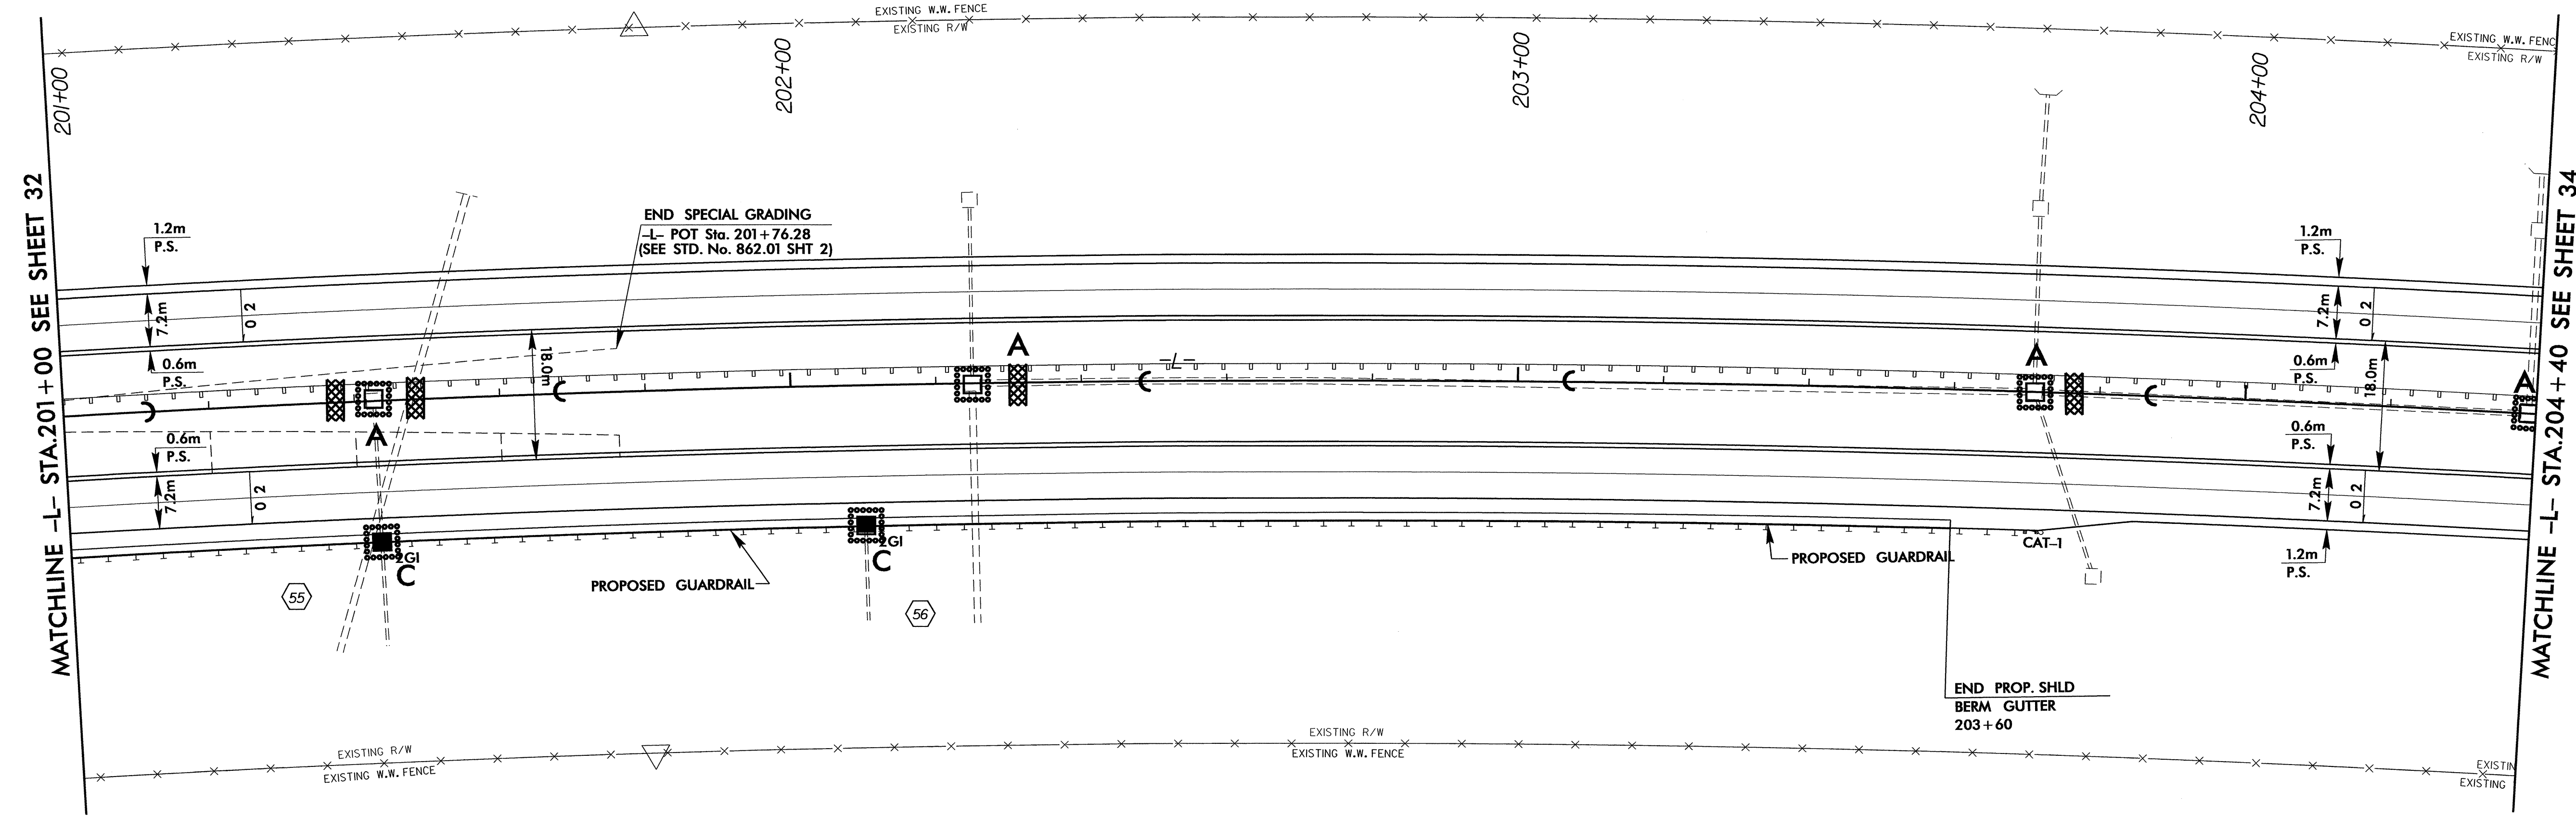 EXISTING W.W. FENCE
EXISTING R/W
EXISTING W.W. FENC
EXISTING R/W
201+00
202+00
203+00
204+00
MATCHLINE -L- STA.201+00 SEE SHEET 32
MATCHLINE -L- STA.204+40 SEE SHEET 34
1.2m
P.S.
END SPECIAL GRADING
-L- POT Sta. 201+76.28
(SEE STD. No. 862.01 SHT 2)
1.2m
P.S.
7.2m
0 2
7.2m
0 2
0.6m
P.S.
18.0m
A
-L-
A
0.6m
P.S.
18.0m
A
C
C
C
C
C
A
0.6m
P.S.
0.6m
P.S.
7.2m
0 2
7.2m
0 2
2GI
C
2GI
C
PROPOSED GUARDRAIL
PROPOSED GUARDRAIL
CAT-1
1.2m
P.S.
55
56
END PROP. SHLD
BERM GUTTER
203+60
EXISTING R/W
EXISTING W.W. FENCE
EXISTING R/W
EXISTING W.W. FENCE
EXISTIN
EXISTING